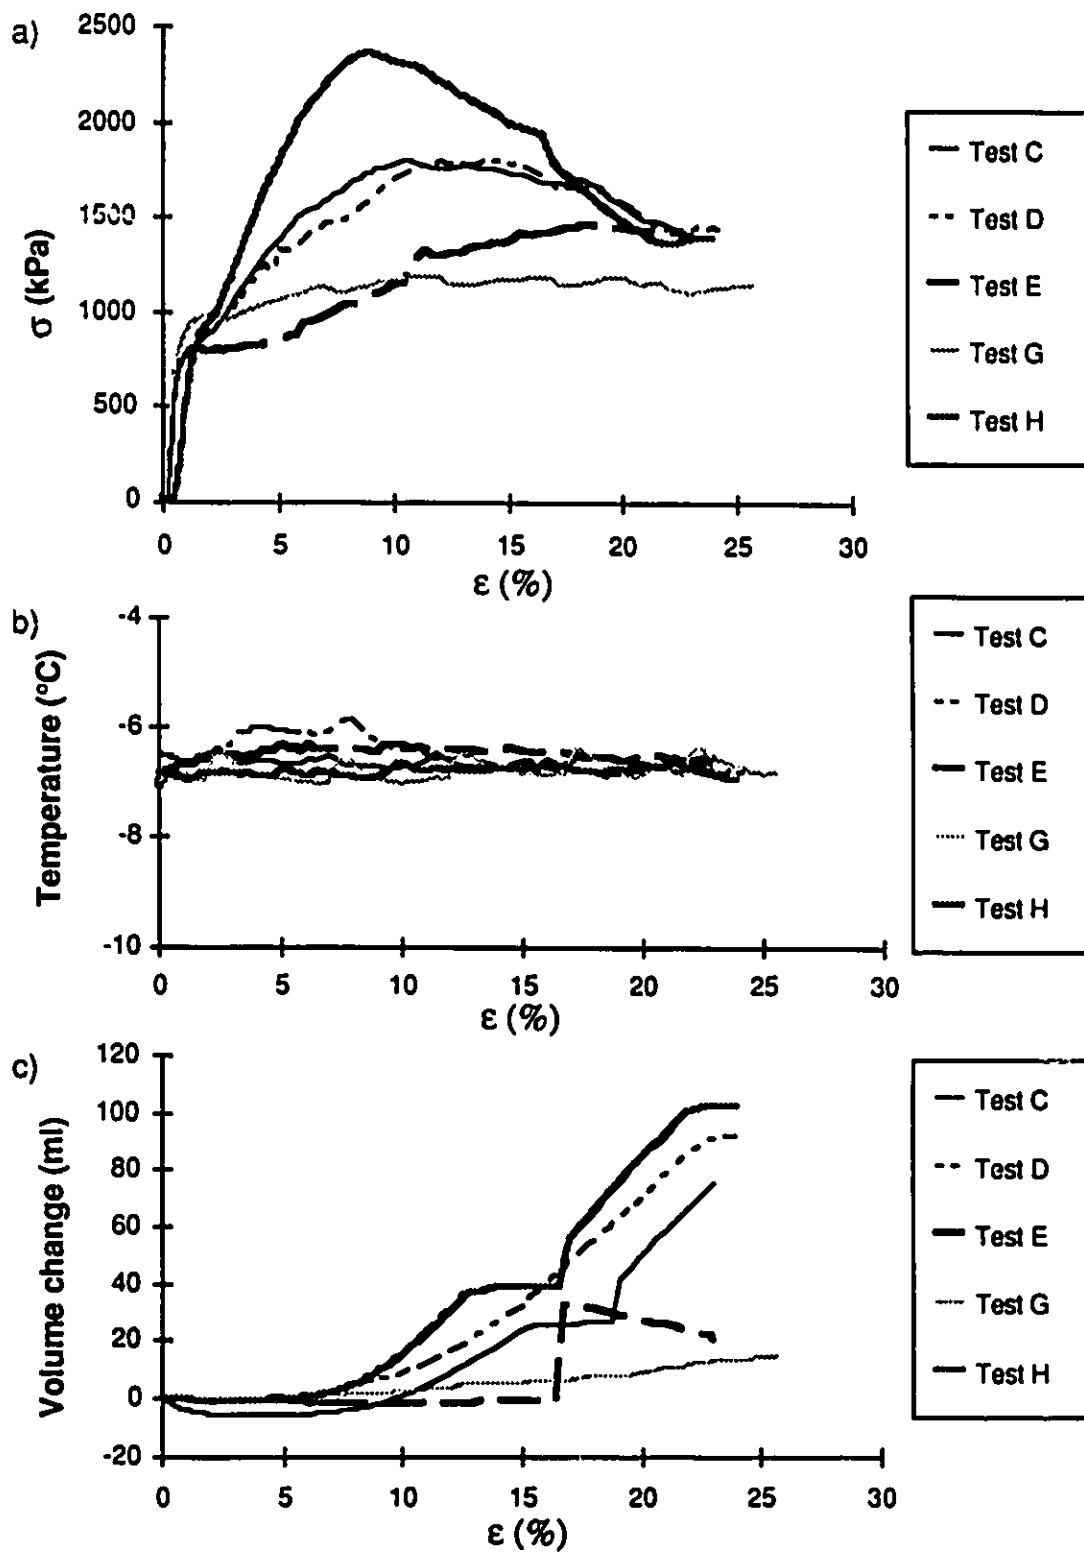 a)
2500
2000
1500
1000
500
0
σ (kPa)
0 5 10 15 20 25 30
ε (%)
Test C
Test D
Test E
Test G
Test H
b)
-4
-6
-8
-10
Temperature (°C)
0 5 10 15 20 25 30
ε (%)
Test C
Test D
Test E
Test G
Test H
c)
120
100
80
60
40
20
0
-20
Volume change (ml)
0 5 10 15 20 25 30
ε (%)
Test C
Test D
Test E
Test G
Test H